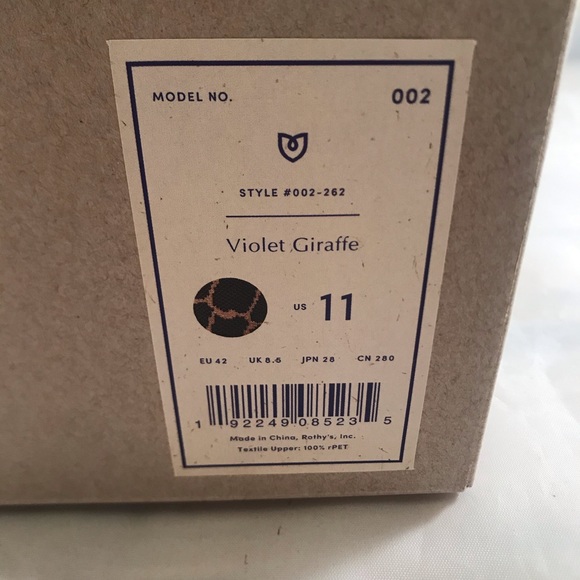 MODEL NO. 002
STYLE #002-262
Violet Giraffe
US 11
EU 42 UK 8.6 JPN 28 CN 280
1 92249 08523 5
Made in China, Rothy's, Inc.
Textile Upper: 100% rPET